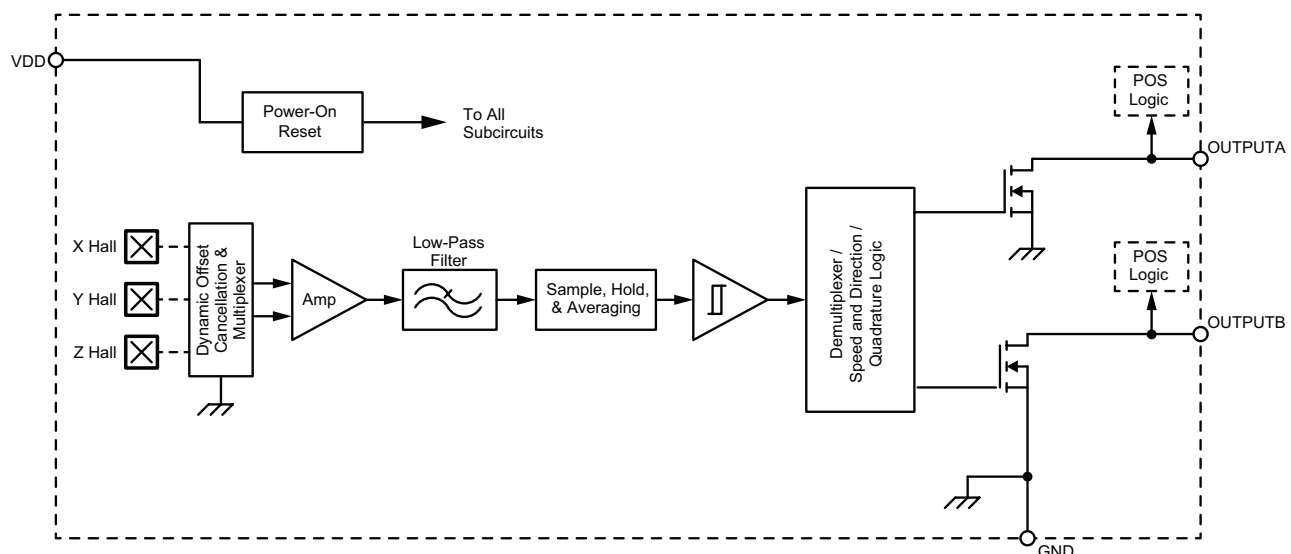 VDD
Power-On
Reset
To All
Subcircuits
POS
Logic
OUTPUTA
X Hall
Y Hall
Z Hall
Dynamic Offset
Cancellation &
Multiplexer
Amp
Low-Pass
Filter
Sample, Hold,
& Averaging
Demultiplexer /
Speed and Direction /
Quadrature Logic
POS
Logic
OUTPUTB
GND